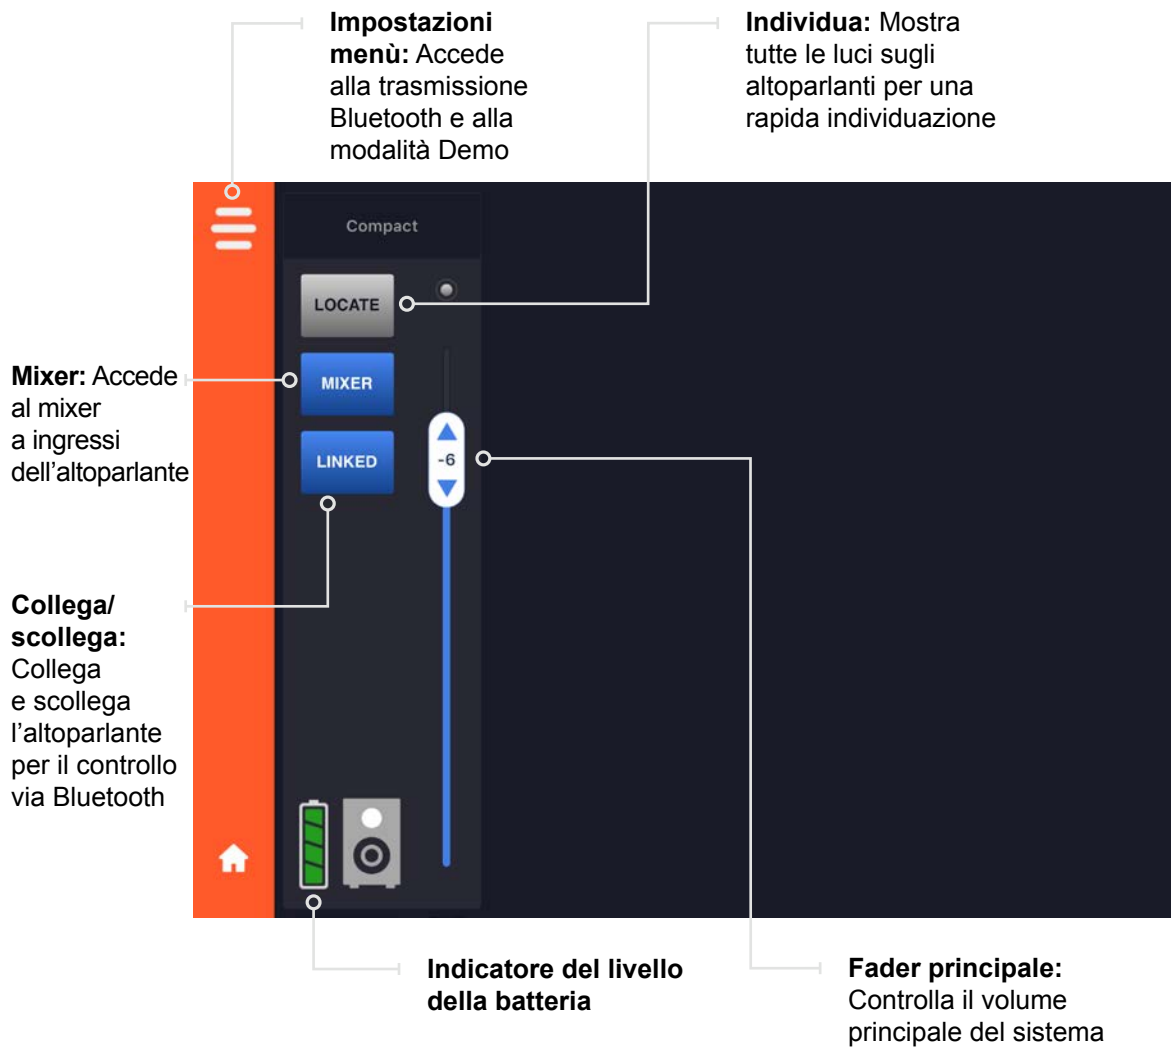 Impostazioni
menù: Accede
alla trasmissione
Bluetooth e alla
modalità Demo
Individua: Mostra
tutte le luci sugli
altoparlanti per una
rapida individuazione
Compact
LOCATE
MIXER
LINKED
-6
Mixer: Accede
al mixer
a ingressi
dell’altoparlante
Collega/
scollega:
Collega
e scollega
l’altoparlante
per il controllo
via Bluetooth
Indicatore del livello
della batteria
Fader principale:
Controlla il volume
principale del sistema